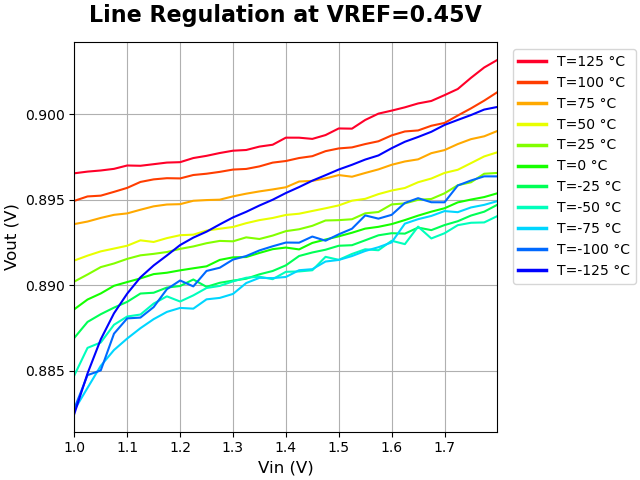 Line Regulation at VREF=0.45V
Vout (V)
0.900
0.895
0.890
0.885
1.0 1.1 1.2 1.3 1.4 1.5 1.6 1.7
Vin (V)
T=125 °C
T=100 °C
T=75 °C
T=50 °C
T=25 °C
T=0 °C
T=-25 °C
T=-50 °C
T=-75 °C
T=-100 °C
T=-125 °C